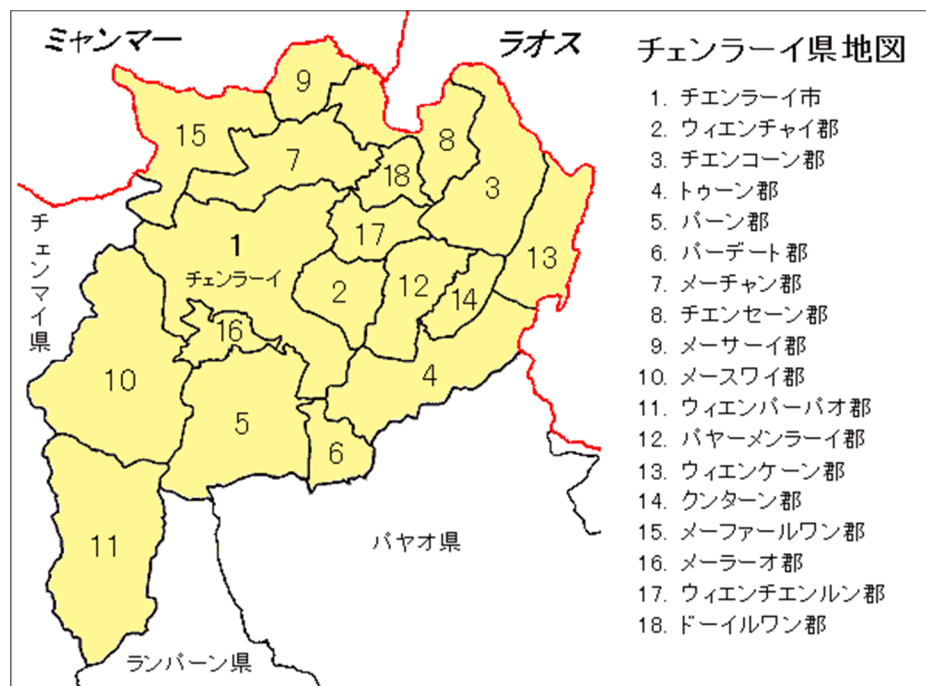 ミャンマー
ラオス
チェンラーイ県地図
1. チエンラーイ市
2. ウィエンチャイ郡
3. チエンコーン郡
4. トゥーン郡
5. パーン郡
6. パーデート郡
7. メーチャン郡
8. チエンセーン郡
9. メーサーイ郡
10. メースワイ郡
11. ウィエンパーパオ郡
12. パヤーメンラーイ郡
13. ウィエンケーン郡
14. クンターン郡
15. メーファールワン郡
16. メーラーオ郡
17. ウィエンチエンルン郡
18. ドーイルワン郡
9
15
8
7
18
3
17
1
チェンラーイ
13
2
12
14
16
チェンマイ県
10
4
5
6
11
パヤオ県
ランパーン県